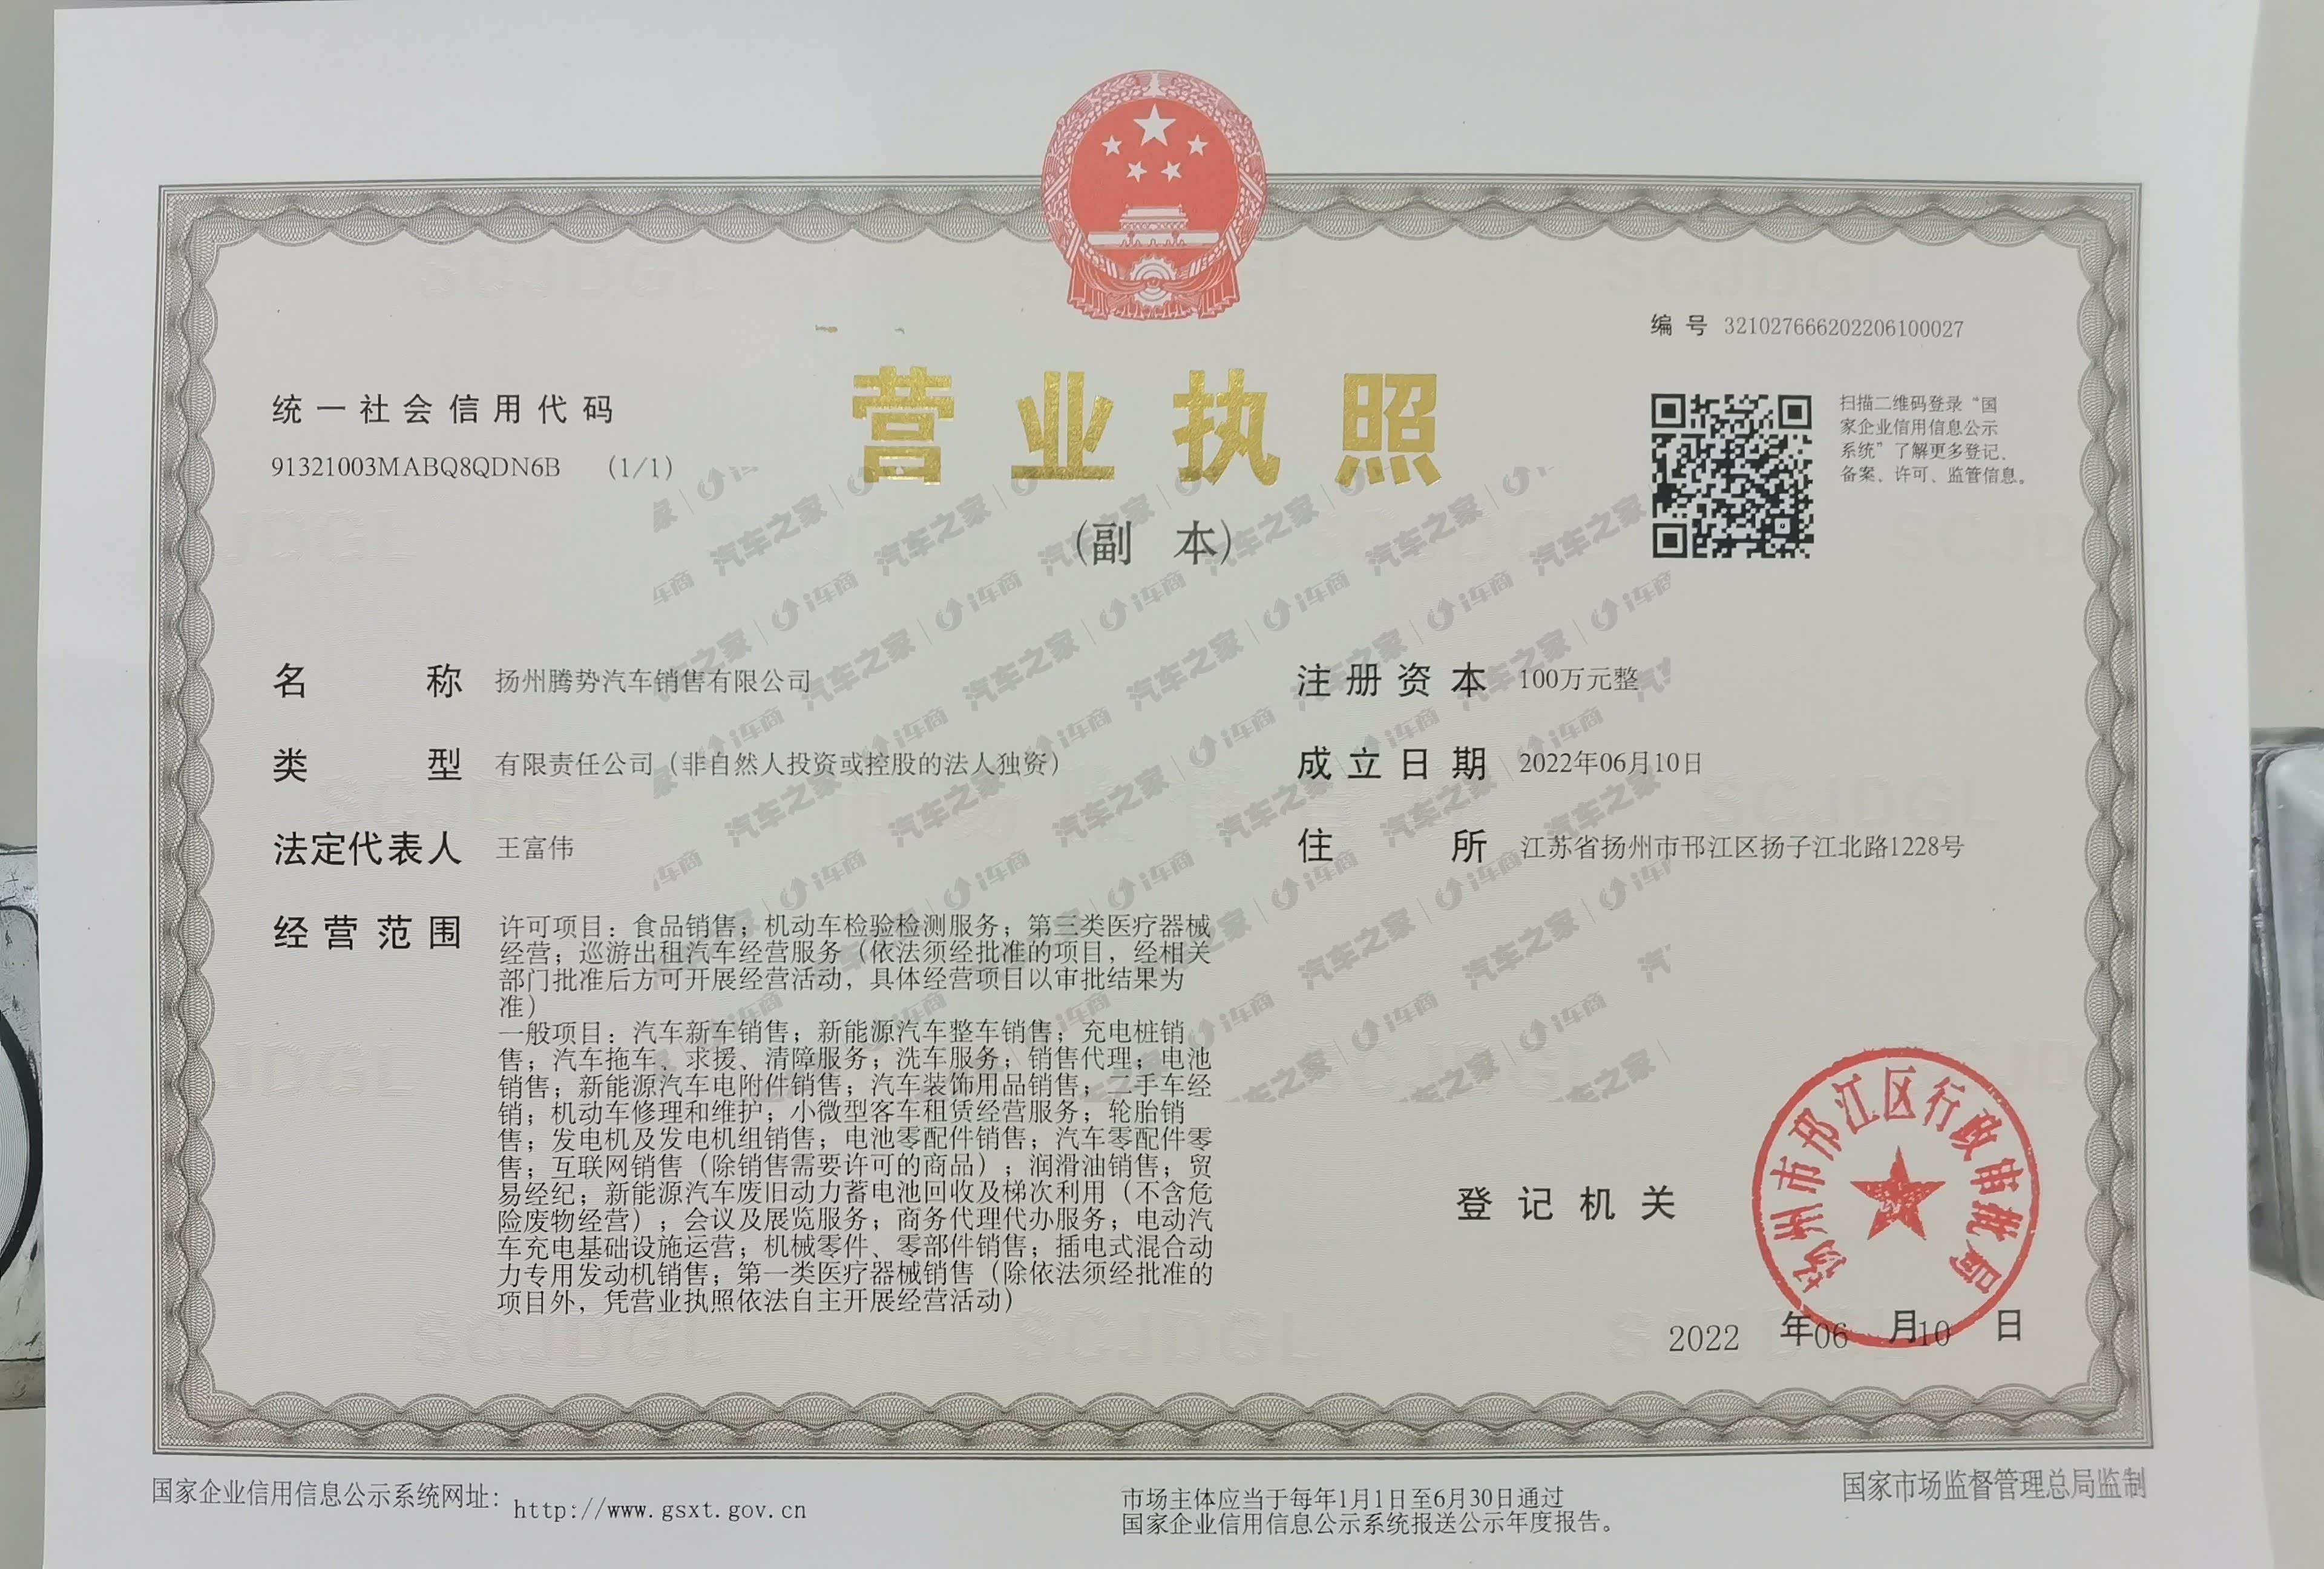 编号 321027666202206100027
统一社会信用代码
91321003MABQ8QDN6B (1/1)
营业执照
(副 本)
扫描二维码登录“国
家企业信用信息公示
系统”了解更多登记、
备案、许可、监管信息。
名称 扬州腾势汽车销售有限公司
注册资本 100万元整
类型 有限责任公司（非自然人投资或控股的法人独资）
成立日期 2022年06月10日
法定代表人 王富伟
住所 江苏省扬州市邗江区扬子江北路1228号
经营范围 许可项目：食品销售；机动车检验检测服务；第三类医疗器械
经营；巡游出租汽车经营服务（依法须经批准的项目，经相关
部门批准后方可开展经营活动，具体经营项目以审批结果为
准）
一般项目：汽车新车销售；新能源汽车整车销售；充电桩销
售；汽车拖车、求援、清障服务；洗车服务；销售代理；电池
销售；新能源汽车电附件销售；汽车装饰用品销售；二手车经
销；机动车修理和维护；小微型客车租赁经营服务；轮胎销
售；发电机及发电机组销售；电池零配件销售；汽车零配件零
售；互联网销售（除销售需要许可的商品）；润滑油销售；贸
易经纪；新能源汽车废旧动力蓄电池回收及梯次利用（不含危
险废物经营）；会议及展览服务；商务代理代办服务；电动汽
车充电基础设施运营；机械零件、零部件销售；插电式混合动
力专用发动机销售；第一类医疗器械销售（除依法须经批准的
项目外，凭营业执照依法自主开展经营活动）
登记机关
扬州市邗江区行政审批局
2022 年06 月10 日
国家企业信用信息公示系统网址：http://www.gsxt.gov.cn
市场主体应当于每年1月1日至6月30日通过
国家企业信用信息公示系统报送公示年度报告。
国家市场监督管理总局监制
汽车之家 | i车商
SCJDGL